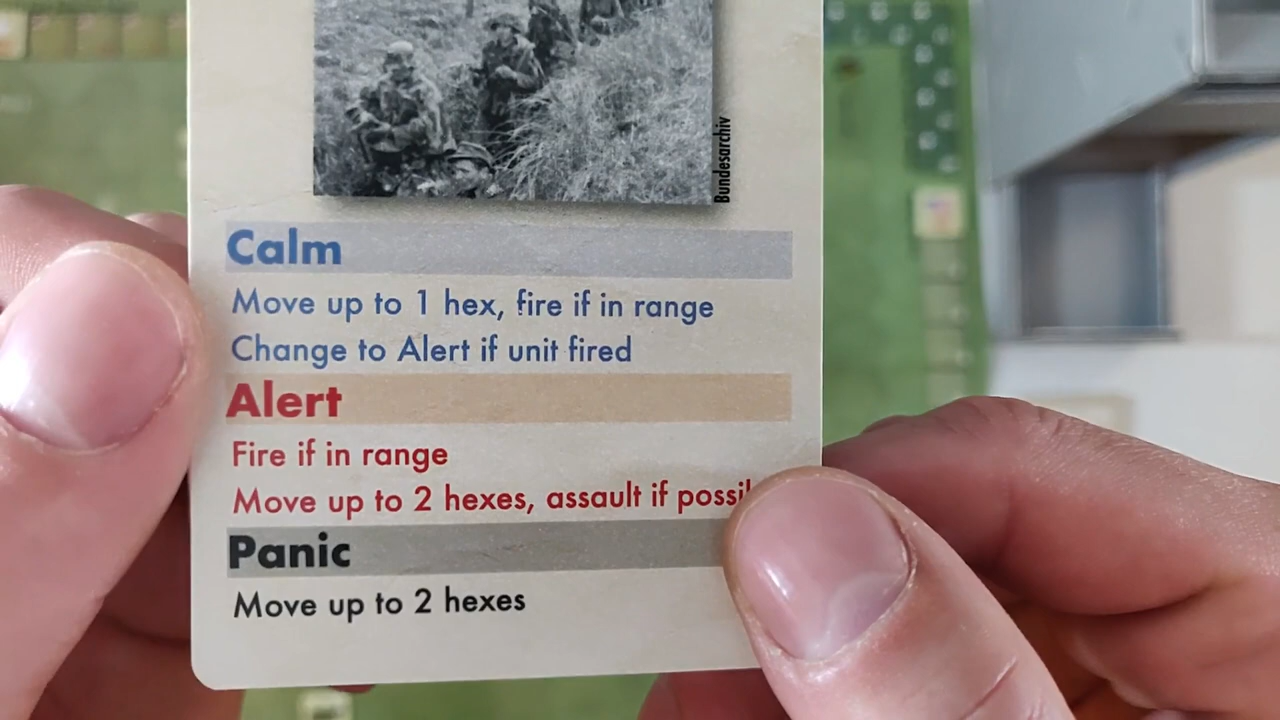 Bundesarchiv
Calm
Move up to 1 hex, fire if in range
Change to Alert if unit fired
Alert
Fire if in range
Move up to 2 hexes, assault if
Panic
Move up to 2 hexes